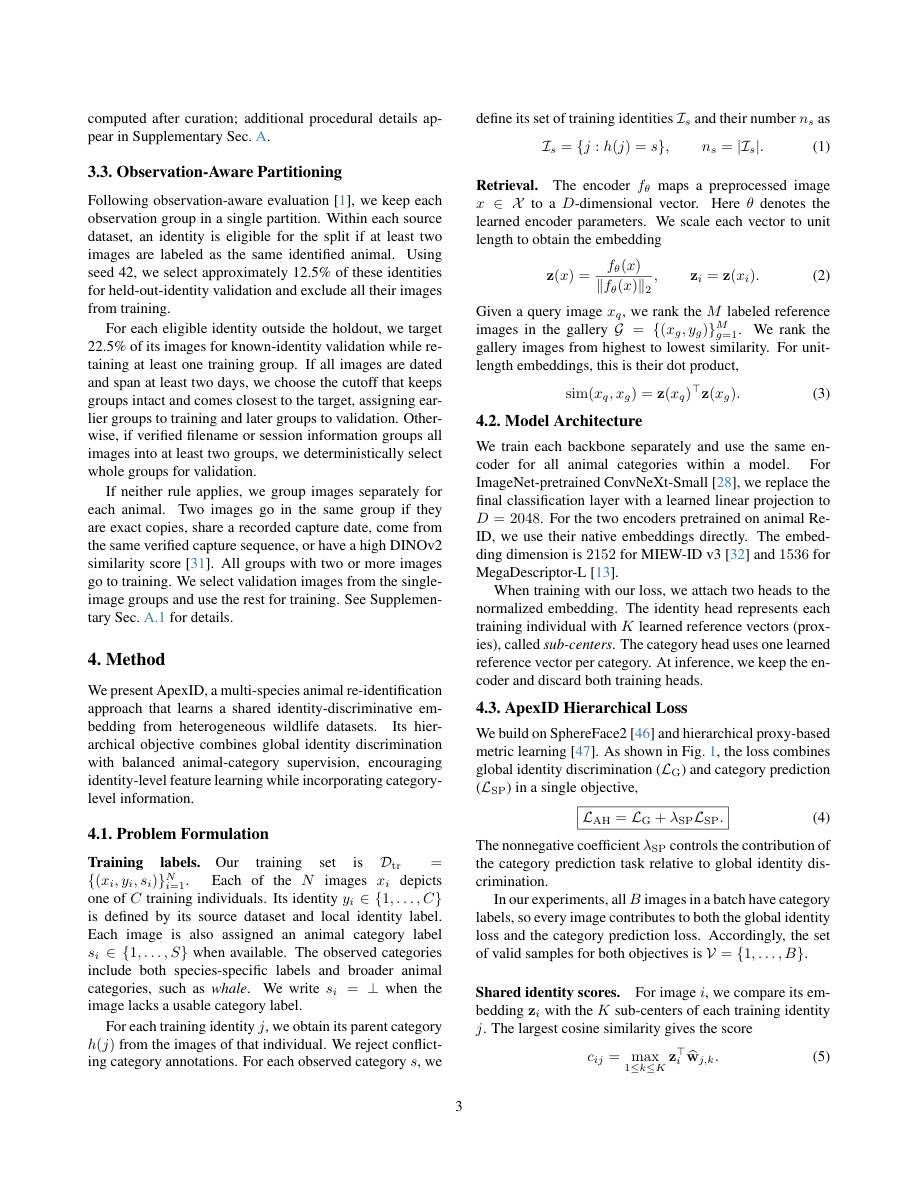 computed after curation; additional procedural details ap-
pear in Supplementary Sec. A.
3.3. Observation-Aware Partitioning
Following observation-aware evaluation [1], we keep each
observation group in a single partition. Within each source
dataset, an identity is eligible for the split if at least two
images are labeled as the same identified animal. Using
seed 42, we select approximately 12.5% of these identities
for held-out-identity validation and exclude all their images
from training.
For each eligible identity outside the holdout, we target
22.5% of its images for known-identity validation while re-
taining at least one training group. If all images are dated
and span at least two days, we choose the cutoff that keeps
groups intact and comes closest to the target, assigning ear-
lier groups to training and later groups to validation. Other-
wise, if verified filename or session information groups all
images into at least two groups, we deterministically select
whole groups for validation.
If neither rule applies, we group images separately for
each animal. Two images go in the same group if they
are exact copies, share a recorded capture date, come from
the same verified capture sequence, or have a high DINOv2
similarity score [31]. All groups with two or more images
go to training. We select validation images from the single-
image groups and use the rest for training. See Supplemen-
tary Sec. A.1 for details.
4. Method
We present ApexID, a multi-species animal re-identification
approach that learns a shared identity-discriminative em-
bedding from heterogeneous wildlife datasets. Its hier-
archical objective combines global identity discrimination
with balanced animal-category supervision, encouraging
identity-level feature learning while incorporating category-
level information.
4.1. Problem Formulation
Training labels. Our training set is 𝒟tr =
{(xi, yi, si)}ᴺi=1. Each of the N images xi depicts
one of C training individuals. Its identity yi ∈ {1, . . . , C}
is defined by its source dataset and local identity label.
Each image is also assigned an animal category label
si ∈ {1, . . . , S} when available. The observed categories
include both species-specific labels and broader animal
categories, such as whale. We write si = ⊥ when the
image lacks a usable category label.
For each training identity j, we obtain its parent category
h(j) from the images of that individual. We reject conflict-
ing category annotations. For each observed category s, we
define its set of training identities ℐs and their number ns as
ℐs = {j : h(j) = s}, ns = |ℐs|. (1)
Retrieval. The encoder fθ maps a preprocessed image
x ∈ 𝒳 to a D-dimensional vector. Here θ denotes the
learned encoder parameters. We scale each vector to unit
length to obtain the embedding
z(x) = fθ(x) / ‖fθ(x)‖2, zi = z(xi). (2)
Given a query image xq, we rank the M labeled reference
images in the gallery 𝒢 = {(xg, yg)}ᴹg=1. We rank the
gallery images from highest to lowest similarity. For unit-
length embeddings, this is their dot product,
sim(xq, xg) = z(xq)⊤z(xg). (3)
4.2. Model Architecture
We train each backbone separately and use the same en-
coder for all animal categories within a model. For
ImageNet-pretrained ConvNeXt-Small [28], we replace the
final classification layer with a learned linear projection to
D = 2048. For the two encoders pretrained on animal Re-
ID, we use their native embeddings directly. The embed-
ding dimension is 2152 for MIEW-ID v3 [32] and 1536 for
MegaDescriptor-L [13].
When training with our loss, we attach two heads to the
normalized embedding. The identity head represents each
training individual with K learned reference vectors (prox-
ies), called sub-centers. The category head uses one learned
reference vector per category. At inference, we keep the en-
coder and discard both training heads.
4.3. ApexID Hierarchical Loss
We build on SphereFace2 [46] and hierarchical proxy-based
metric learning [47]. As shown in Fig. 1, the loss combines
global identity discrimination (ℒG) and category prediction
(ℒSP) in a single objective,
ℒAH = ℒG + λSPℒSP. (4)
The nonnegative coefficient λSP controls the contribution of
the category prediction task relative to global identity dis-
crimination.
In our experiments, all B images in a batch have category
labels, so every image contributes to both the global identity
loss and the category prediction loss. Accordingly, the set
of valid samples for both objectives is 𝒱 = {1, . . . , B}.
Shared identity scores. For image i, we compare its em-
bedding zi with the K sub-centers of each training identity
j. The largest cosine similarity gives the score
cij = max 1≤k≤K zi⊤ŵj,k. (5)
3